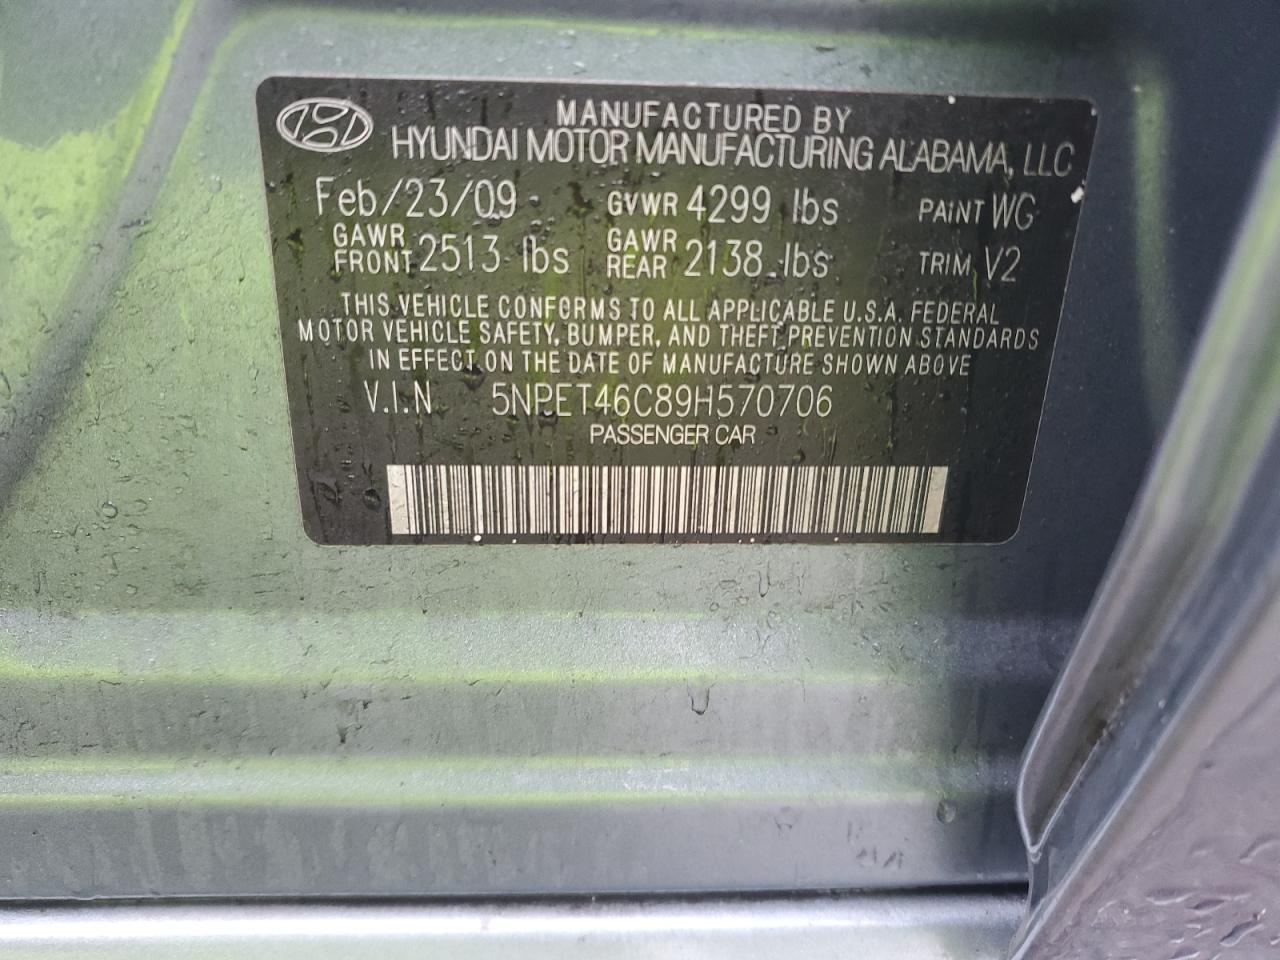 MANUFACTURED BY
HYUNDAI MOTOR MANUFACTURING ALABAMA, LLC
Feb/23/09 GVWR 4299 lbs PAINT WG
GAWR FRONT 2513 lbs GAWR REAR 2138 lbs TRIM V2
THIS VEHICLE CONFORMS TO ALL APPLICABLE U.S.A. FEDERAL
MOTOR VEHICLE SAFETY, BUMPER, AND THEFT PREVENTION STANDARDS
IN EFFECT ON THE DATE OF MANUFACTURE SHOWN ABOVE
V.I.N 5NPET46C89H570706
PASSENGER CAR